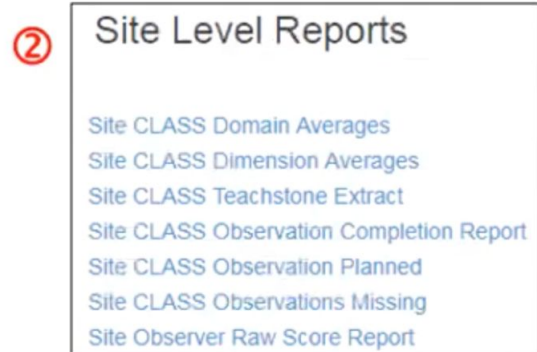 ②
Site Level Reports
Site CLASS Domain Averages
Site CLASS Dimension Averages
Site CLASS Teachstone Extract
Site CLASS Observation Completion Report
Site CLASS Observation Planned
Site CLASS Observations Missing
Site Observer Raw Score Report